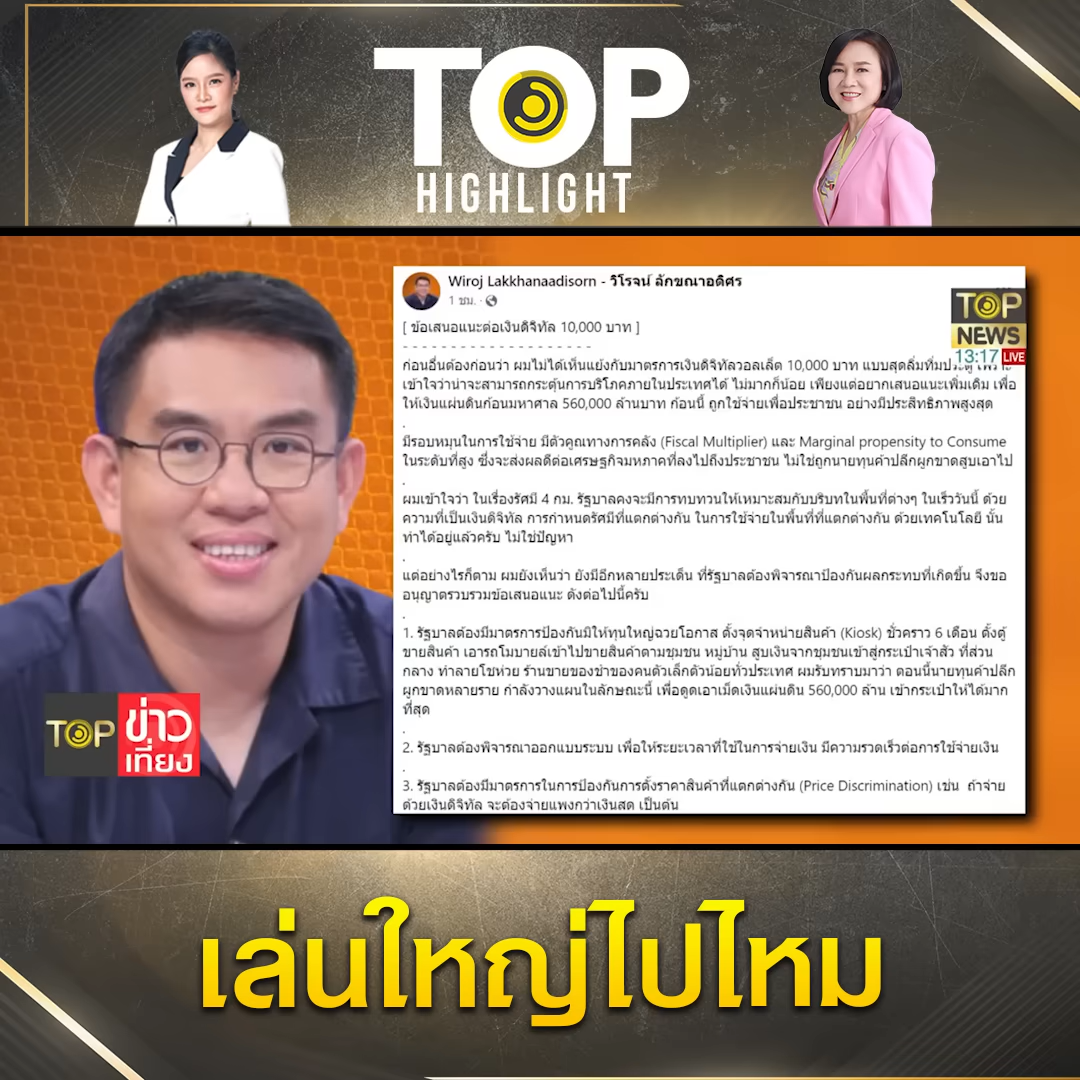 TOP
HIGHLIGHT
Wiroj Lakkhanaadisorn - วิโรจน์ ลักขณาอดิศร
1 ชม. ·
[ ข้อเสนอแนะต่อเงินดิจิทัล 10,000 บาท ]
- - - - - - - - - - - - - - - - - - - -
ก่อนอื่นต้องก่อนว่า ผมไม่ได้เห็นแย้งกับมาตรการเงินดิจิทัลวอลเล็ต 10,000 บาท แบบสุดลิ่มทิ่มประตู เพราะ
เข้าใจว่าน่าจะสามารถกระตุ้นการบริโภคภายในประเทศได้ ไม่มากก็น้อย เพียงแต่อยากเสนอแนะเพิ่มเติม เพื่อ
ให้เงินแผ่นดินก้อนมหาศาล 560,000 ล้านบาท ก้อนนี้ ถูกใช้จ่ายเพื่อประชาชน อย่างมีประสิทธิภาพสูงสุด
.
มีรอบหมุนในการใช้จ่าย มีตัวคูณทางการคลัง (Fiscal Multiplier) และ Marginal propensity to Consume
ในระดับที่สูง ซึ่งจะส่งผลดีต่อเศรษฐกิจมหภาคที่ลงไปถึงประชาชน ไม่ใช่ถูกนายทุนค้าปลีกผูกขาดสูบเอาไป
.
ผมเข้าใจว่า ในเรื่องรัศมี 4 กม. รัฐบาลคงจะมีการทบทวนให้เหมาะสมกับบริบทในพื้นที่ต่างๆ ในเร็ววันนี้ ด้วย
ความที่เป็นเงินดิจิทัล การกำหนดรัศมีที่แตกต่างกัน ในการใช้จ่ายในพื้นที่ที่แตกต่างกัน ด้วยเทคโนโลยี นั้น
ทำได้อยู่แล้วครับ ไม่ใช่ปัญหา
.
แต่อย่างไรก็ตาม ผมยังเห็นว่า ยังมีอีกหลายประเด็น ที่รัฐบาลต้องพิจารณาป้องกันผลกระทบที่เกิดขึ้น จึงขอ
อนุญาตรวบรวมข้อเสนอแนะ ดังต่อไปนี้ครับ
.
1. รัฐบาลต้องมีมาตรการป้องกันมิให้ทุนใหญ่ฉวยโอกาส ตั้งจุดจำหน่ายสินค้า (Kiosk) ชั่วคราว 6 เดือน ตั้งตู้
ขายสินค้า เอารถโมบายล์เข้าไปขายสินค้าตามชุมชน หมู่บ้าน สูบเงินจากชุมชนเข้าสู่กระเป๋าเจ้าสัว ที่ส่วน
กลาง ทำลายโชห่วย ร้านขายของชำของคนตัวเล็กตัวน้อยทั่วประเทศ ผมรับทราบมาว่า ตอนนี้นายทุนค้าปลีก
ผูกขาดหลายราย กำลังวางแผนในลักษณะนี้ เพื่อดูดเอาเม็ดเงินแผ่นดิน 560,000 ล้าน เข้ากระเป๋าให้ได้มาก
ที่สุด
.
2. รัฐบาลต้องพิจารณาออกแบบระบบ เพื่อให้ระยะเวลาที่ใช้ในการจ่ายเงิน มีความรวดเร็วต่อการใช้จ่ายเงิน
.
3. รัฐบาลต้องมีมาตรการในการป้องกันการตั้งราคาสินค้าที่แตกต่างกัน (Price Discrimination) เช่น ถ้าจ่าย
ด้วยเงินดิจิทัล จะต้องจ่ายแพงกว่าเงินสด เป็นต้น
TOP
NEWS
13:17 LIVE
TOP ข่าว
เที่ยง
เล่นใหญ่ไปไหม